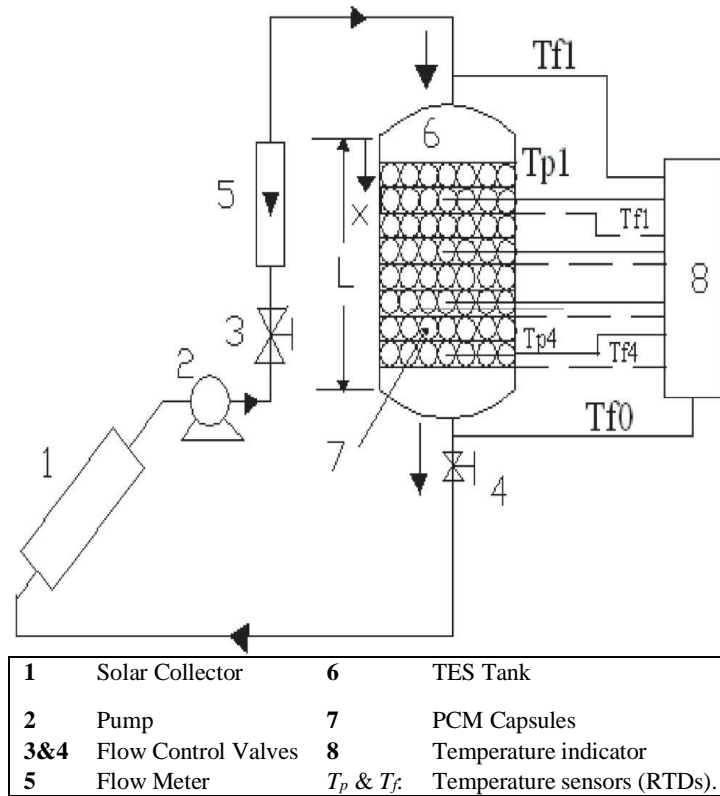 Tf1
6
Tp1
5
x
Tf1
L
8
3
Tp4
2
Tf4
Tf0
1
7
4
1 Solar Collector 6 TES Tank
2 Pump 7 PCM Capsules
3&4 Flow Control Valves 8 Temperature indicator
5 Flow Meter Tp & Tf: Temperature sensors (RTDs).